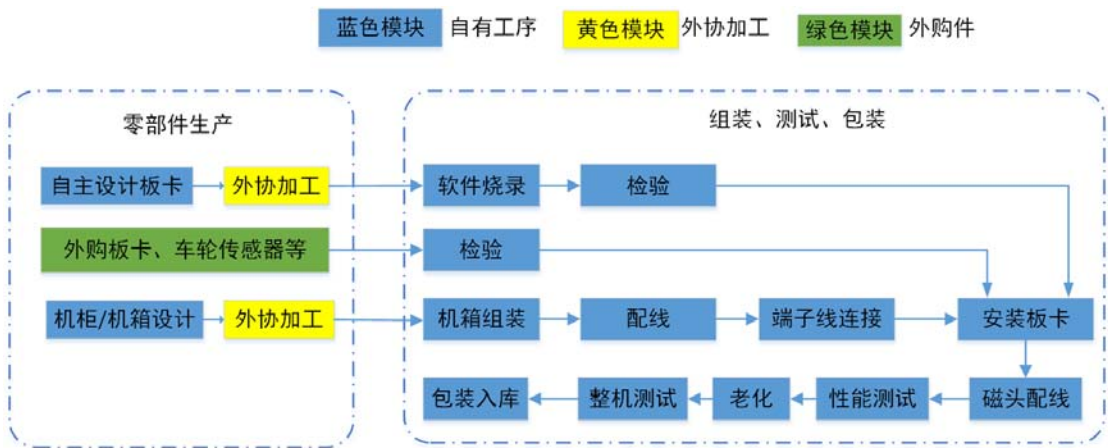 蓝色模块 自有工序 黄色模块 外协加工 绿色模块 外购件
零部件生产
组装、测试、包装
自主设计板卡 外协加工 软件烧录 检验
外购板卡、车轮传感器等 检验
机柜/机箱设计 外协加工 机箱组装 配线 端子线连接 安装板卡
包装入库 整机测试 老化 性能测试 磁头配线